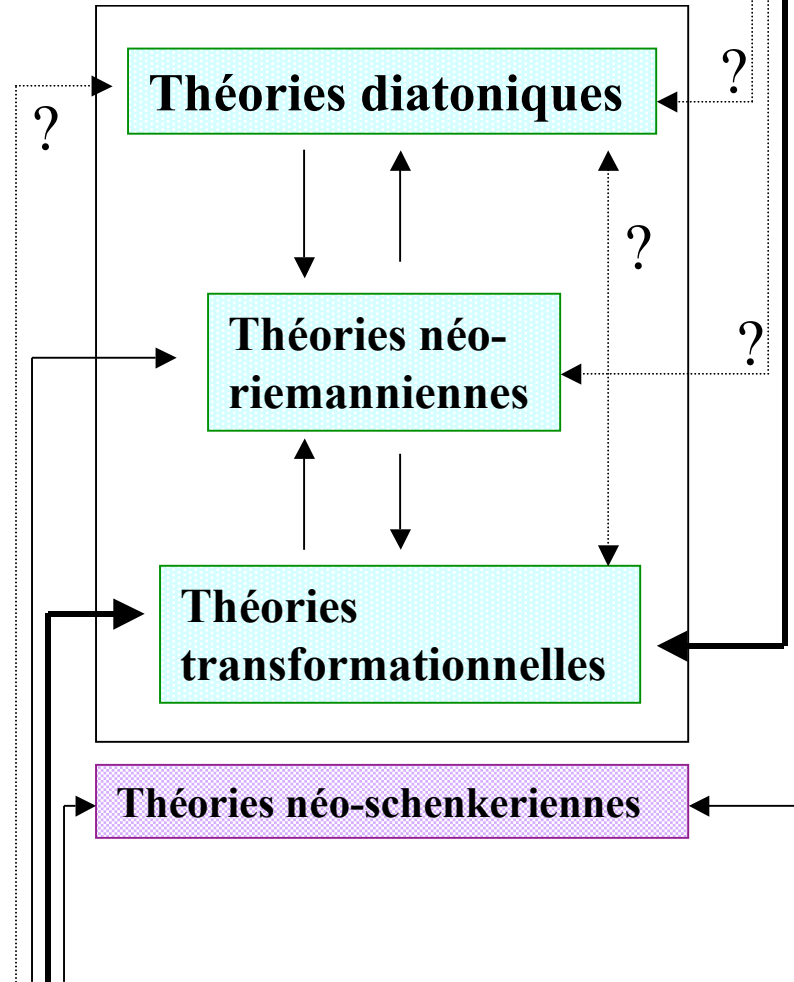 Théories diatoniques
?
?
?
Théories néo-
riemanniennes
?
Théories
transformationnelles
Théories néo-schenkeriennes